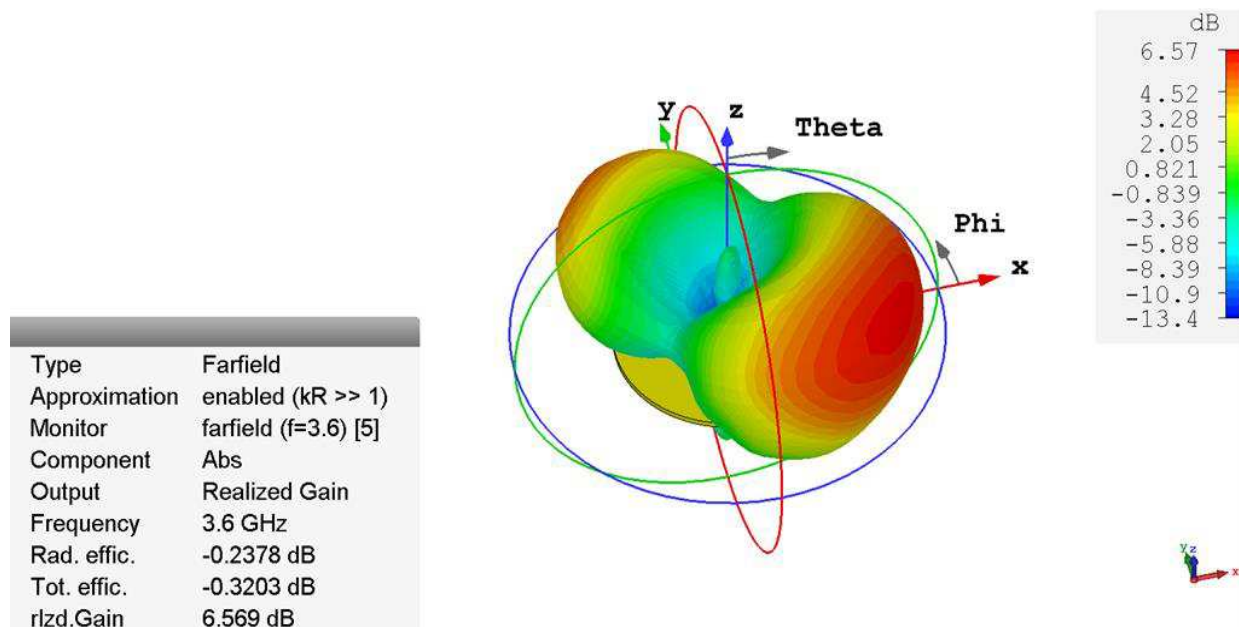 dB
6.57
4.52
3.28
2.05
0.821
-0.839
-3.36
-5.88
-8.39
-10.9
-13.4
y
z
Theta
Phi
x
Type Farfield
Approximation enabled (kR >> 1)
Monitor farfield (f=3.6) [5]
Component Abs
Output Realized Gain
Frequency 3.6 GHz
Rad. effic. -0.2378 dB
Tot. effic. -0.3203 dB
rlzd.Gain 6.569 dB
y z
x